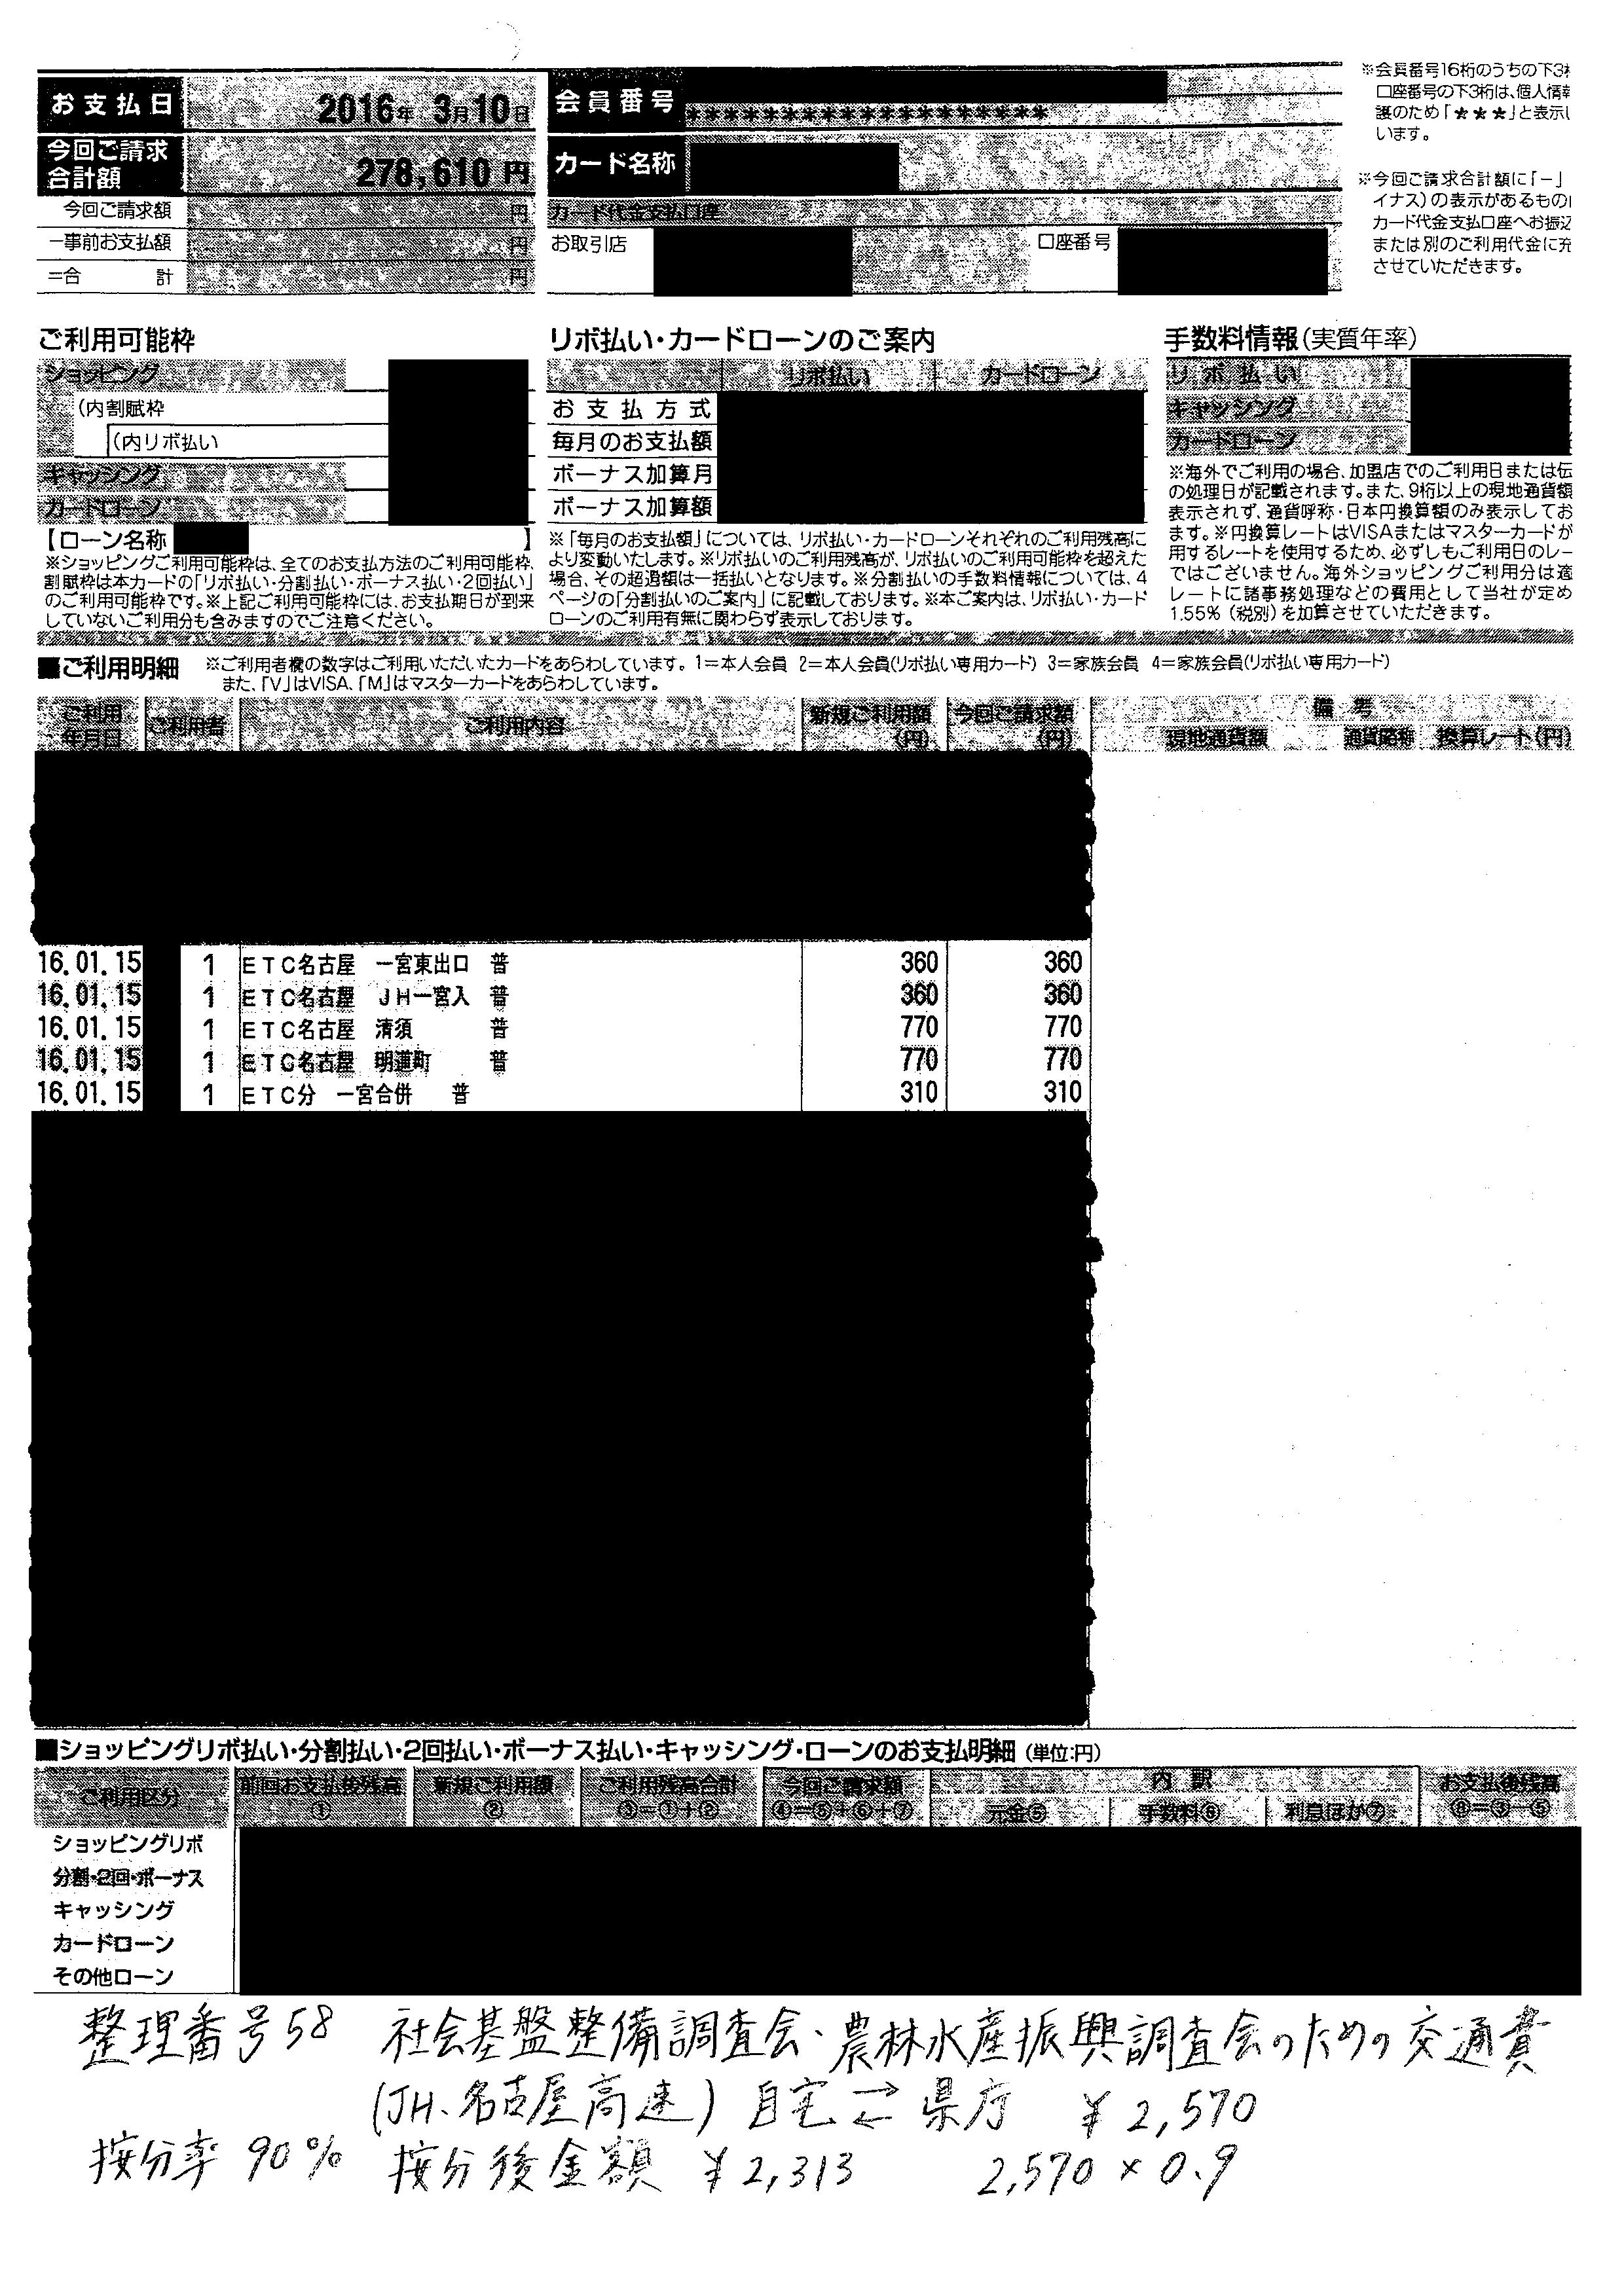 お支払日 2016年 3月10日
今回ご請求合計額 278,610 円
今回ご請求額 円
－事前お支払額 円
＝合 計 円
会員番号 ********************
カード名称
カード代金支払口座
お取引店 口座番号
※会員番号16桁のうちの下3
口座番号の下3桁は、個人情
護のため「★★★」と表示し
います。
※今回ご請求合計額に「－」
イナス)の表示があるもの
カード代金支払口座へお振込
または別のご利用代金に充
させていただきます。
ご利用可能枠
ショッピング
(内割賦枠
(内リボ払い
キャッシング
カードローン
【ローン名称 】
※ショッピングご利用可能枠は、全てのお支払方法のご利用可能枠、
割賦枠は本カードの「リボ払い・分割払い・ボーナス払い・2回払い」
のご利用可能枠です。※上記ご利用可能枠には、お支払期日が到来
していないご利用分も含みますのでご注意ください。
リボ払い・カードローンのご案内
リボ払い カードローン
お支払方式
毎月のお支払額
ボーナス加算月
ボーナス加算額
※「毎月のお支払額」については、リボ払い・カードローンそれぞれのご利用残高に
より変動いたします。※リボ払いのご利用残高が、リボ払いのご利用可能枠を超えた
場合、その超過額は一括払いとなります。※分割払いの手数料情報については、4
ページの「分割払いのご案内」に記載しております。※本ご案内は、リボ払い・カード
ローンのご利用有無に関わらず表示しております。
手数料情報(実質年率)
リボ払い
キャッシング
カードローン
※海外でご利用の場合、加盟店でのご利用日または伝
の処理日が記載されます。また、9桁以上の現地通貨額
表示されず、通貨呼称・日本円換算額のみ表示してお
ます。※円換算レートはVISAまたはマスターカードが
用するレートを使用するため、必ずしもご利用日のレー
ではございません。海外ショッピングご利用分は適
レートに諸事務処理などの費用として当社が定め
1.55%(税別)を加算させていただきます。
■ご利用明細 ※ご利用者欄の数字はご利用いただいたカードをあらわしています。1＝本人会員 2＝本人会員(リボ払い専用カード) 3＝家族会員 4＝家族会員(リボ払い専用カード)
また、「V」はVISA、「M」はマスターカードをあらわしています。
ご利用年月日 ご利用者 ご利用内容 新規ご利用額(円) 今回ご請求額(円) 備考
現地通貨額 通貨略称 換算レート(円)
16.01.15 1 ETC名古屋 一宮東出口 普 360 360
16.01.15 1 ETC名古屋 JH一宮入 普 360 360
16.01.15 1 ETC名古屋 清須 普 770 770
16.01.15 1 ETC名古屋 明道町 普 770 770
16.01.15 1 ETC分 一宮合併 普 310 310
■ショッピングリボ払い・分割払い・2回払い・ボーナス払い・キャッシング・ローンのお支払明細 (単位:円)
ご利用区分 前回お支払後残高① 新規ご利用額② ご利用残高合計③＝①＋② 今回ご請求額④＝⑤＋⑥＋⑦ 内訳 元金⑤ 手数料⑥ 利息ほか⑦ お支払後残高⑧＝③－⑤
ショッピングリボ
分割・2回・ボーナス
キャッシング
カードローン
その他ローン
整理番号58 社会基盤整備調査会、農林水産振興調査会のための交通費
(JH、名古屋高速) 自宅⇄県庁 ¥2,570
按分率 90% 按分後金額 ¥2,313 2,570×0.9